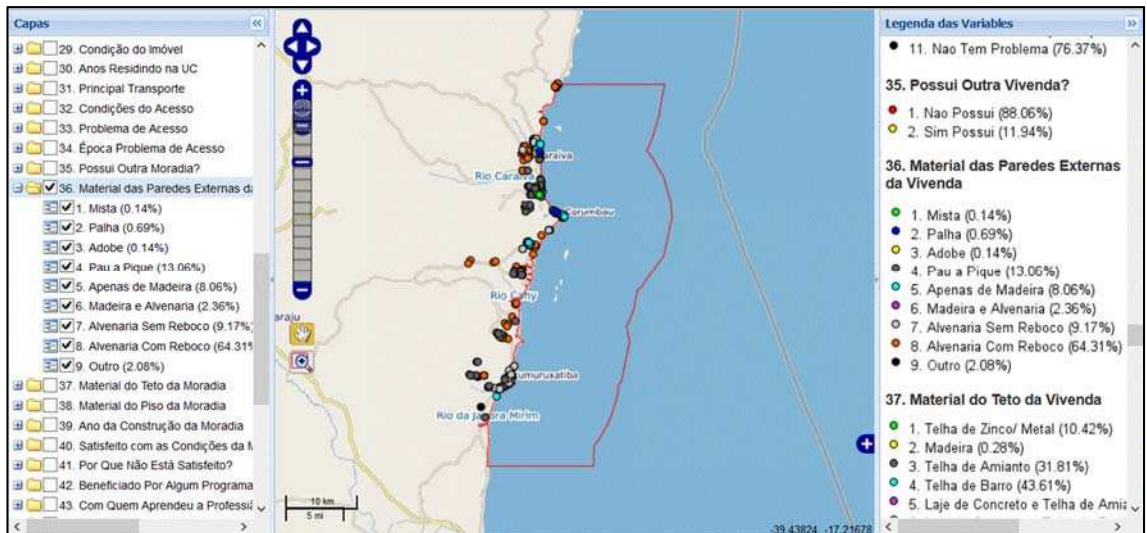 Capas
29. Condição do Imóvel
30. Anos Residindo na UC
31. Principal Transporte
32. Condições do Acesso
33. Problema de Acesso
34. Época Problema de Acesso
35. Possui Outra Moradia?
36. Material das Paredes Externas da
1. Mista (0.14%)
2. Palha (0.69%)
3. Adobe (0.14%)
4. Pau a Pique (13.06%)
5. Apenas de Madeira (8.06%)
6. Madeira e Alvenaria (2.36%)
7. Alvenaria Sem Reboco (9.17%
8. Alvenaria Com Reboco (64.31%
9. Outro (2.08%)
37. Material do Teto da Moradia
38. Material do Piso da Moradia
39. Ano da Construção da Moradia
40. Satisfeito com as Condições da M
41. Por Que Não Está Satisfeito?
42. Beneficiado Por Algum Programa
43. Com Quem Aprendeu a Professiã
araiva
Rio Caraiva
Corumbau
Rio Cahy
araju
umuruxatiba
Rio da Mirim
10 km
5 mi
-39.43824, -17.21678
Legenda das Variables
11. Nao Tem Problema (76.37%)
35. Possui Outra Vivenda?
1. Nao Possui (88.06%)
2. Sim Possui (11.94%)
36. Material das Paredes Externas
da Vivenda
1. Mista (0.14%)
2. Palha (0.69%)
3. Adobe (0.14%)
4. Pau a Pique (13.06%)
5. Apenas de Madeira (8.06%)
6. Madeira e Alvenaria (2.36%)
7. Alvenaria Sem Reboco (9.17%)
8. Alvenaria Com Reboco (64.31%)
9. Outro (2.08%)
37. Material do Teto da Vivenda
1. Telha de Zinco/ Metal (10.42%)
2. Madeira (0.28%)
3. Telha de Amianto (31.81%)
4. Telha de Barro (43.61%)
5. Laje de Concreto e Telha de Amia